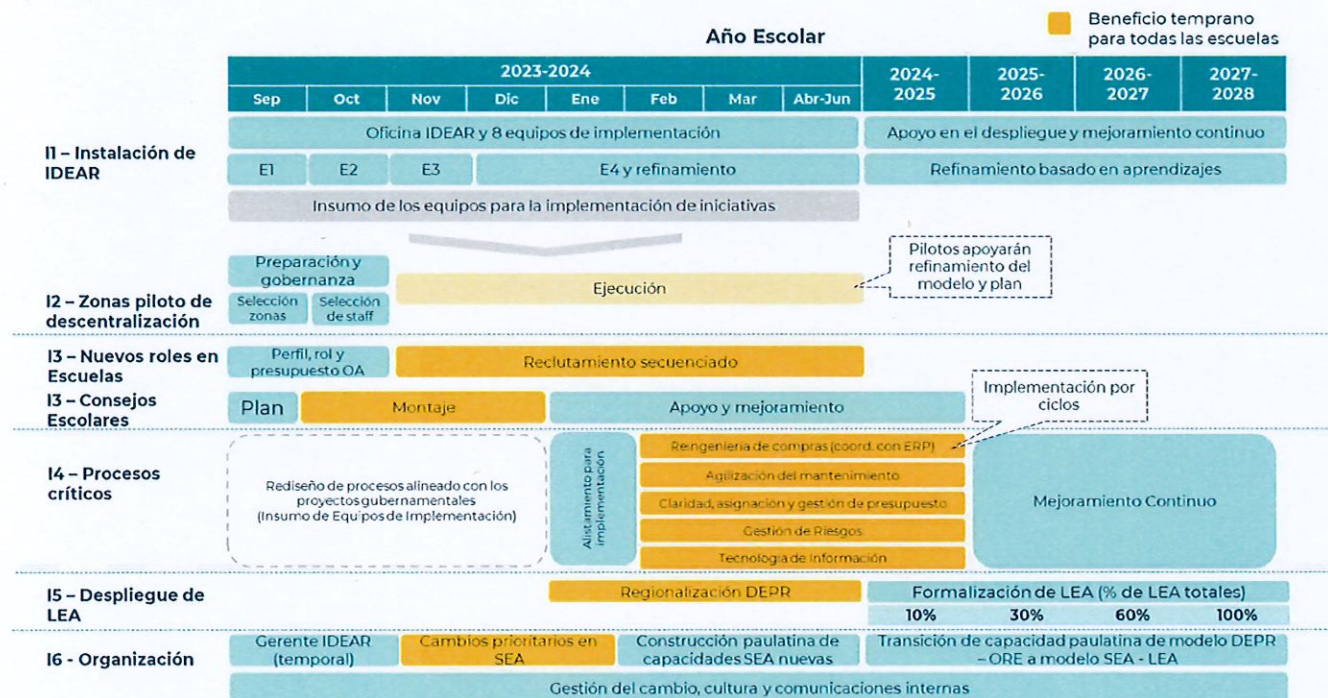 Beneficio temprano
para todas las escuelas
Año Escolar
2023-2024
2024-
2025
2025-
2026
2026-
2027
2027-
2028
Sep
Oct
Nov
Dic
Ene
Feb
Mar
Abr-Jun
I1 – Instalación de
IDEAR
Oficina IDEAR y 8 equipos de implementación
Apoyo en el despliegue y mejoramiento continuo
E1
E2
E3
E4 y refinamiento
Refinamiento basado en aprendizajes
Insumo de los equipos para la implementación de iniciativas
I2 – Zonas piloto de
descentralización
Preparación y
gobernanza
Selección
zonas
Selección
de staff
Ejecución
Pilotos apoyarán
refinamiento del
modelo y plan
I3 – Nuevos roles en
Escuelas
Perfil, rol y
presupuesto OA
Reclutamiento secuenciado
I3 – Consejos
Escolares
Plan
Montaje
Apoyo y mejoramiento
Implementación por
ciclos
I4 – Procesos
críticos
Rediseño de procesos alineado con los
proyectos gubernamentales
(Insumo de Equipos de Implementación)
Alistamiento para
implementación
Reingeniería de compras (coord. con ERP)
Agilización del mantenimiento
Claridad, asignación y gestión de presupuesto
Gestión de Riesgos
Tecnología de Información
Mejoramiento Continuo
I5 – Despliegue de
LEA
Regionalización DEPR
Formalización de LEA (% de LEA totales)
10%
30%
60%
100%
I6 - Organización
Gerente IDEAR
(temporal)
Cambios prioritarios en
SEA
Construcción paulatina de
capacidades SEA nuevas
Transición de capacidad paulatina de modelo DEPR
– ORE a modelo SEA - LEA
Gestión del cambio, cultura y comunicaciones internas